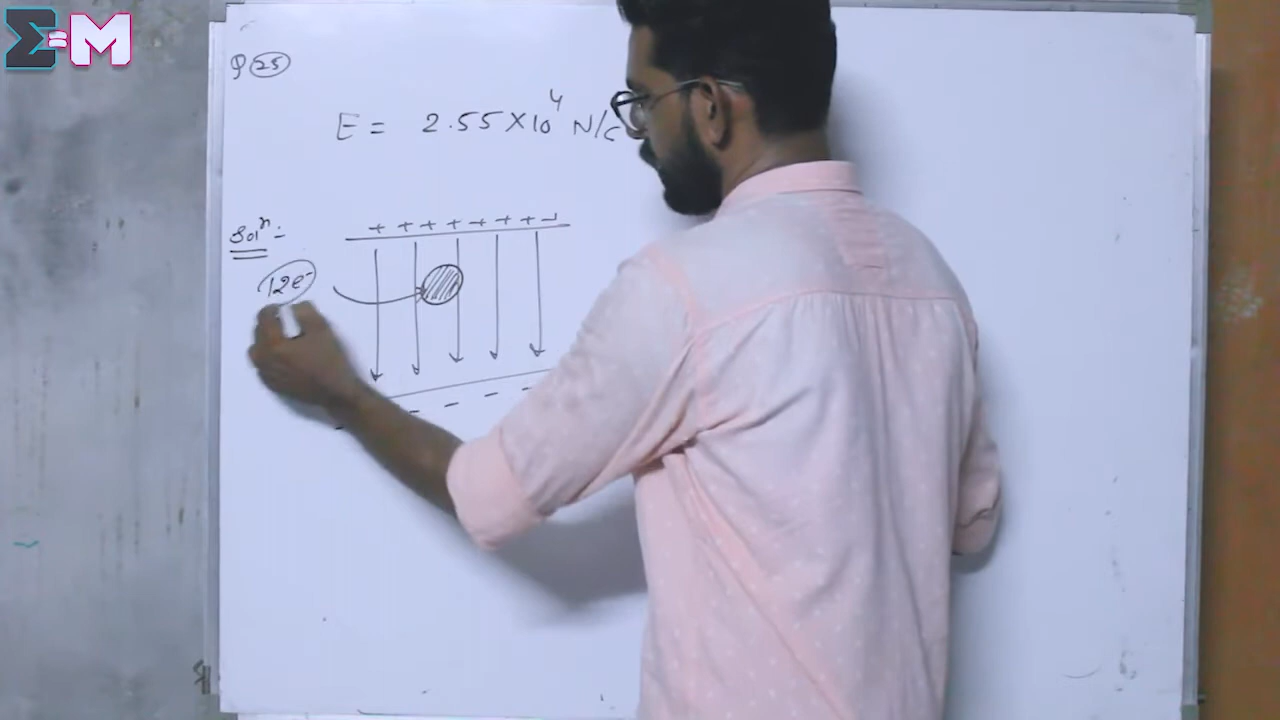 Σ=M
Q 25
E = 2.55×10⁴ N/C
+ + + + + + + +
Solⁿ:-
12e⁻
- - - - -